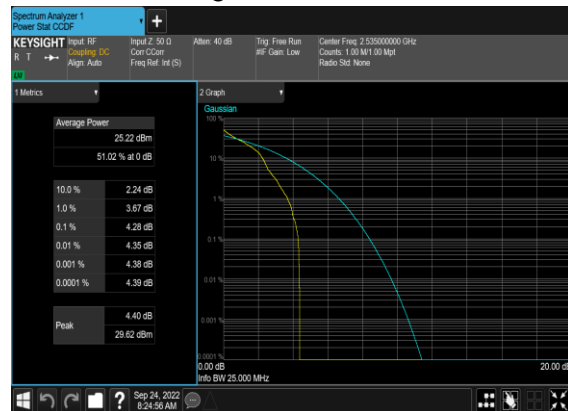 Spectrum Analyzer 1
Power Stat CCDF
+
KEYSIGHT
R T
LXI
Input: RF
Coupling: DC
Align: Auto
Input Z: 50 Ω
Corr CCorr
Freq Ref: Int (S)
Atten: 40 dB
Trig: Free Run
#IF Gain: Low
Center Freq: 2.535000000 GHz
Counts: 1.00 M/1.00 Mpt
Radio Std: None
1 Metrics
Average Power
25.22 dBm
51.02 % at 0 dB
10.0 % 2.24 dB
1.0 % 3.67 dB
0.1 % 4.28 dB
0.01 % 4.35 dB
0.001 % 4.38 dB
0.0001 % 4.39 dB
Peak
4.40 dB
29.62 dBm
2 Graph
Gaussian
100 %
10 %
1 %
0.1 %
0.01 %
0.001 %
0.0001 %
0.00 dB
20.00 dB
Info BW 25.000 MHz
?
Sep 24, 2022
8:24:56 AM